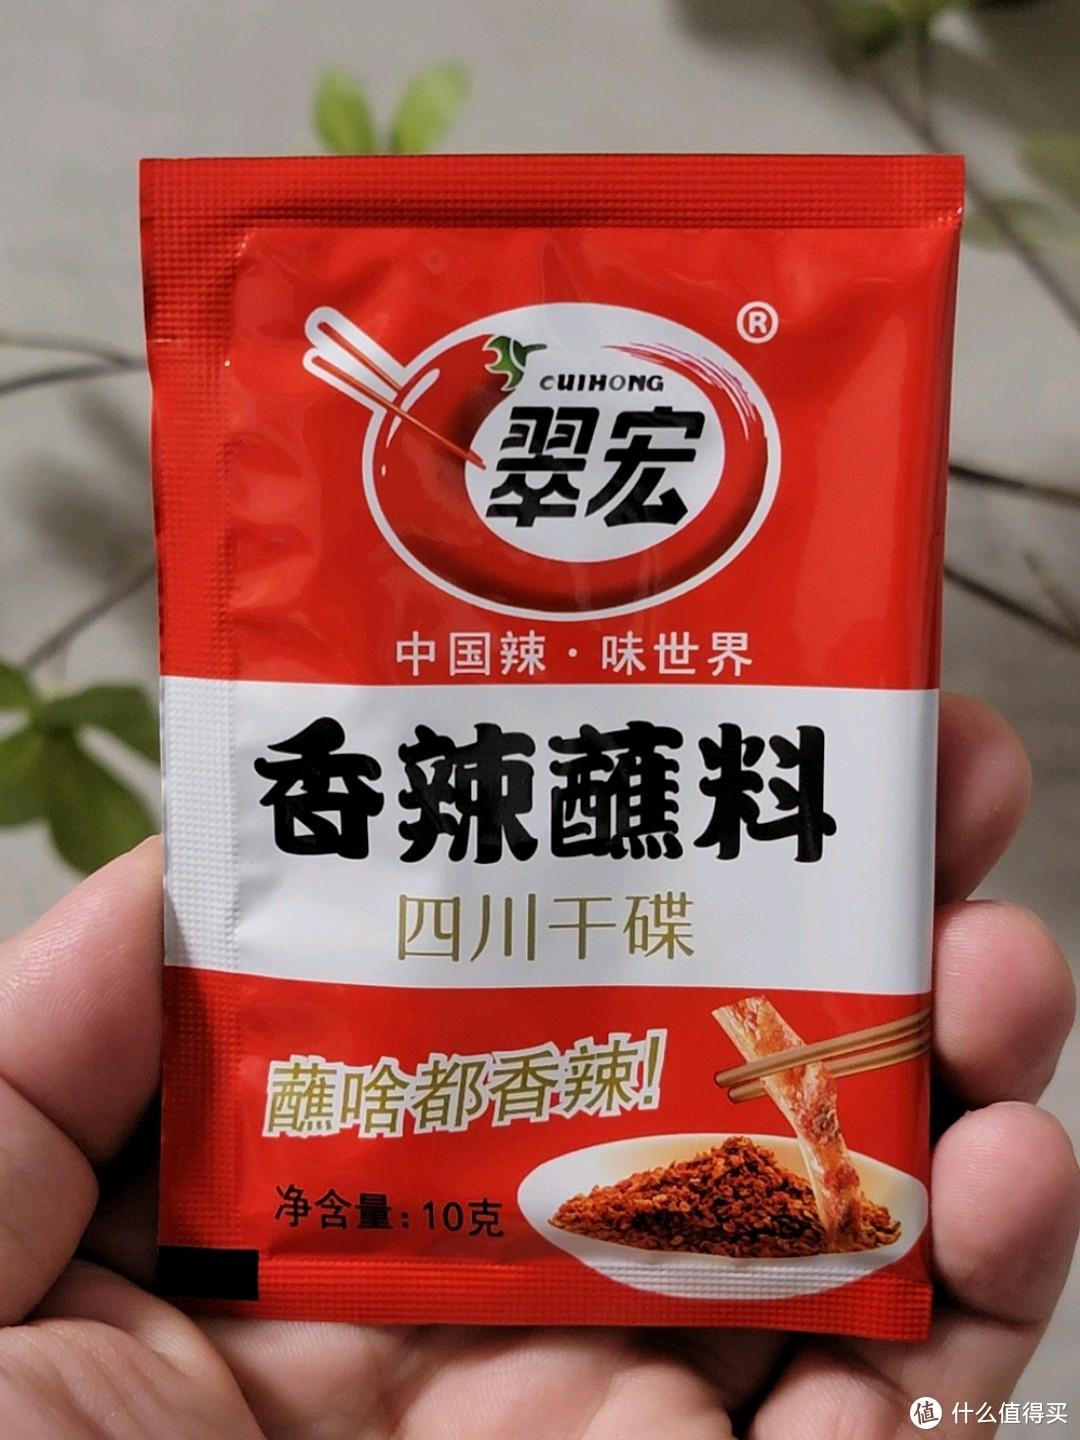 ®
CUIHONG
翠宏
中国辣·味世界
香辣蘸料
四川干碟
蘸啥都香辣!
净含量:10克
值 什么值得买